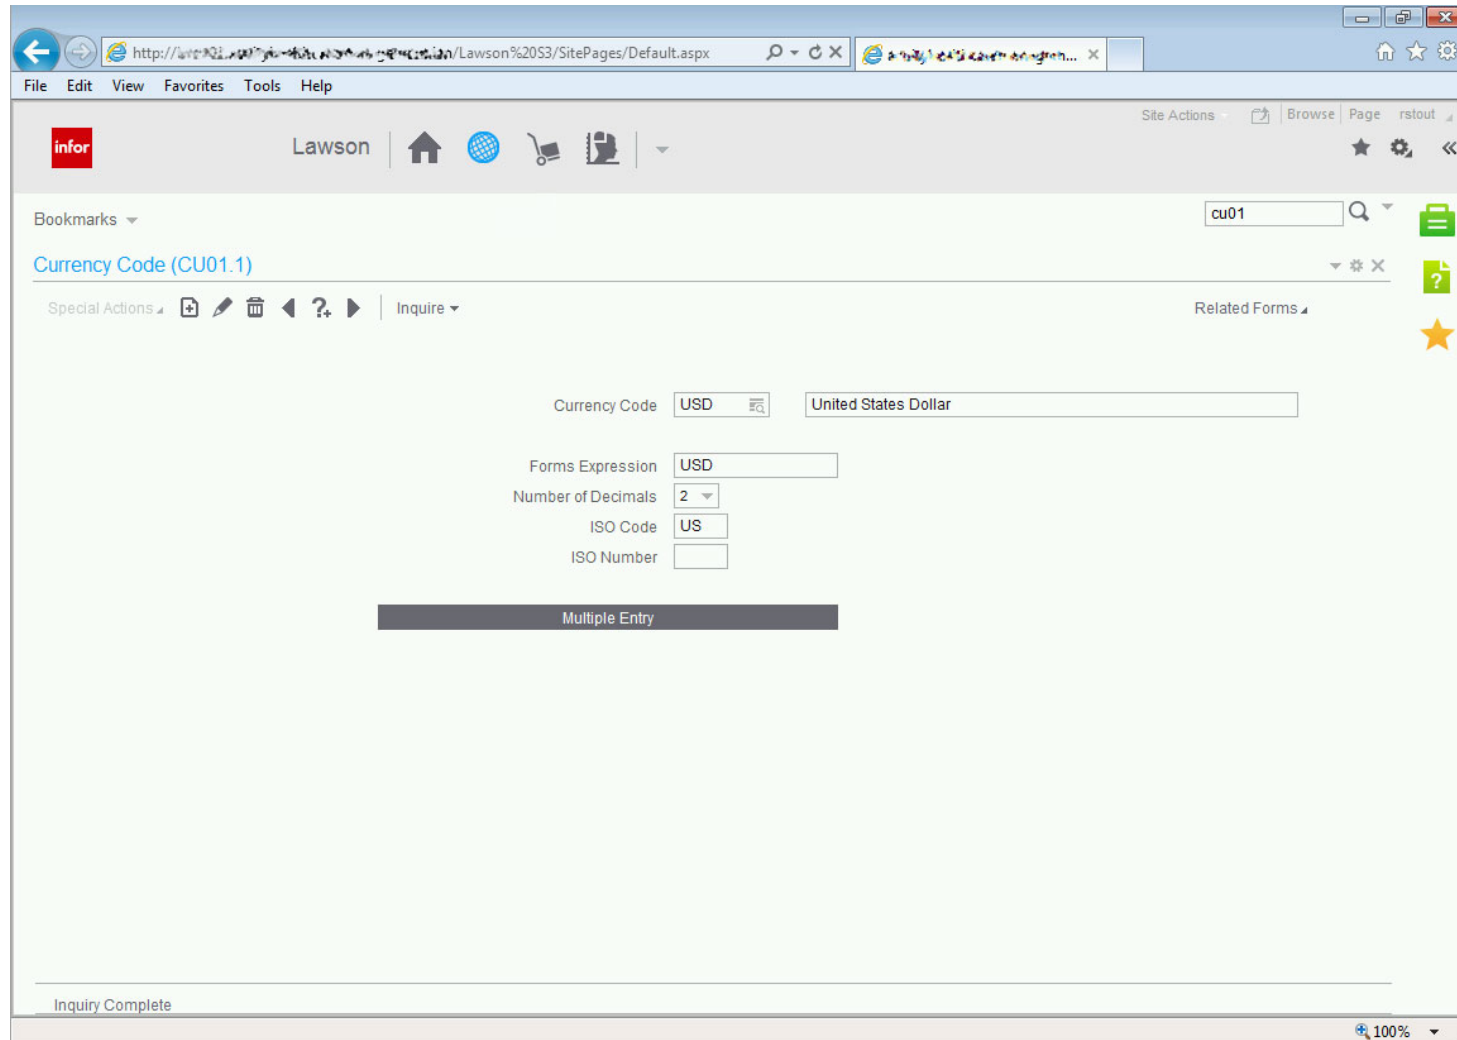 http:// /Lawson%20S3/SitePages/Default.aspx
File Edit View Favorites Tools Help
Site Actions Browse Page rstout
infor Lawson
Bookmarks cu01
Currency Code (CU01.1)
Special Actions Inquire Related Forms
Currency Code USD United States Dollar
Forms Expression USD
Number of Decimals 2
ISO Code US
ISO Number
Multiple Entry
Inquiry Complete
100%